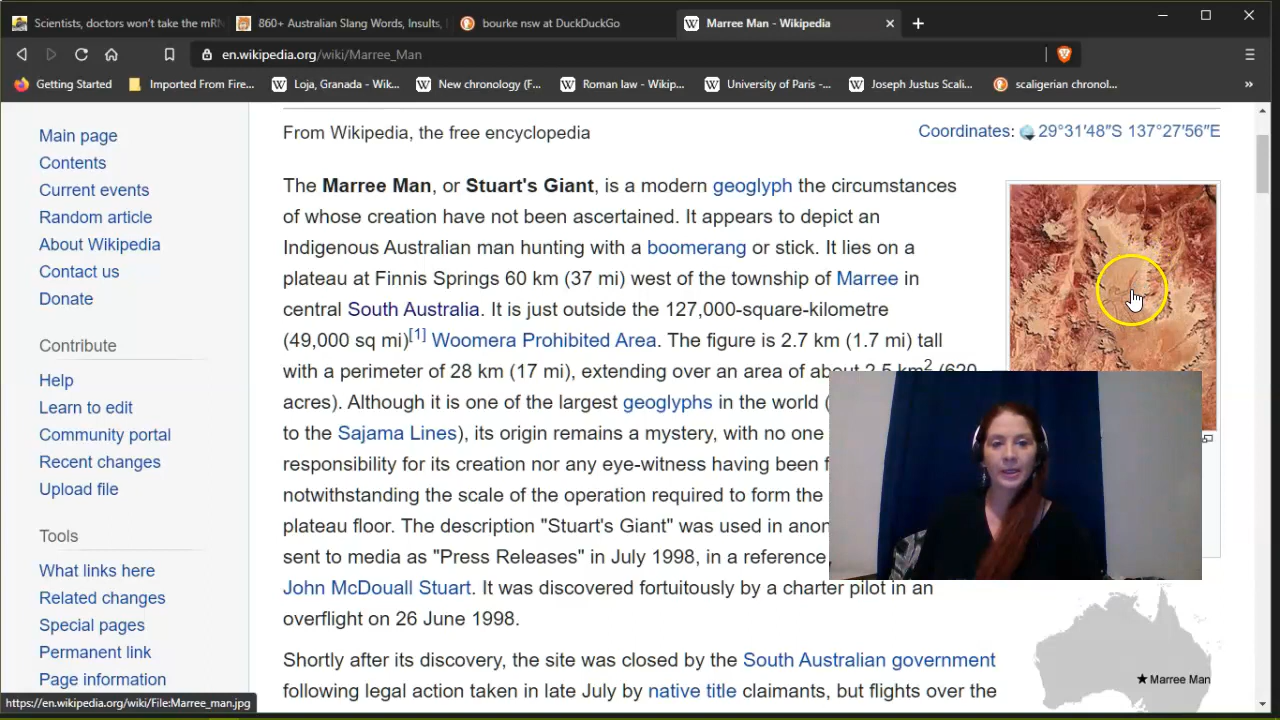 Scientists, doctors won't take the mRN
860+ Australian Slang Words, Insults,
bourke nsw at DuckDuckGo
Marree Man - Wikipedia
en.wikipedia.org/wiki/Marree_Man
Getting Started
Imported From Fire...
Loja, Granada - Wik...
New chronology (F...
Roman law - Wikip...
University of Paris -...
Joseph Justus Scali...
scaligerian chronol...
Main page
Contents
Current events
Random article
About Wikipedia
Contact us
Donate
Contribute
Help
Learn to edit
Community portal
Recent changes
Upload file
Tools
What links here
Related changes
Special pages
Permanent link
Page information
https://en.wikipedia.org/wiki/File:Marree_man.jpg
From Wikipedia, the free encyclopedia
Coordinates: 29°31′48″S 137°27′56″E
The Marree Man, or Stuart's Giant, is a modern geoglyph the circumstances
of whose creation have not been ascertained. It appears to depict an
Indigenous Australian man hunting with a boomerang or stick. It lies on a
plateau at Finnis Springs 60 km (37 mi) west of the township of Marree in
central South Australia. It is just outside the 127,000-square-kilometre
(49,000 sq mi)[1] Woomera Prohibited Area. The figure is 2.7 km (1.7 mi) tall
with a perimeter of 28 km (17 mi), extending over an area of about 2.5 km2 (620
acres). Although it is one of the largest geoglyphs in the world (
to the Sajama Lines), its origin remains a mystery, with no one
responsibility for its creation nor any eye-witness having been f
notwithstanding the scale of the operation required to form the
plateau floor. The description "Stuart's Giant" was used in anon
sent to media as "Press Releases" in July 1998, in a reference
John McDouall Stuart. It was discovered fortuitously by a charter pilot in an
overflight on 26 June 1998.
Shortly after its discovery, the site was closed by the South Australian government
following legal action taken in late July by native title claimants, but flights over the
Marree Man